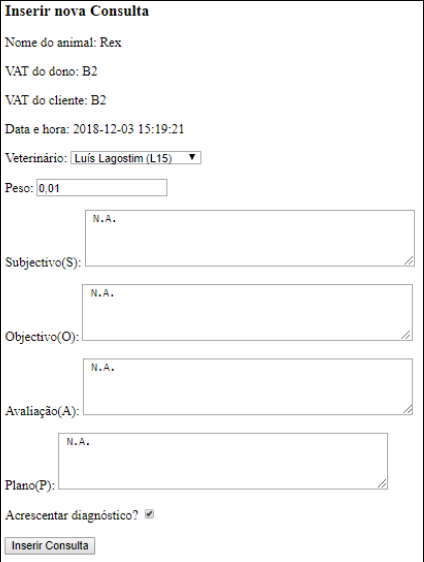 Inserir nova Consulta
Nome do animal: Rex
VAT do dono: B2
VAT do cliente: B2
Data e hora: 2018-12-03 15:19:21
Veterinário: Luís Lagostim (L15)
Peso: 0,01
Subjectivo(S): N.A.
Objectivo(O): N.A.
Avaliação(A): N.A.
Plano(P): N.A.
Acrescentar diagnóstico?
Inserir Consulta